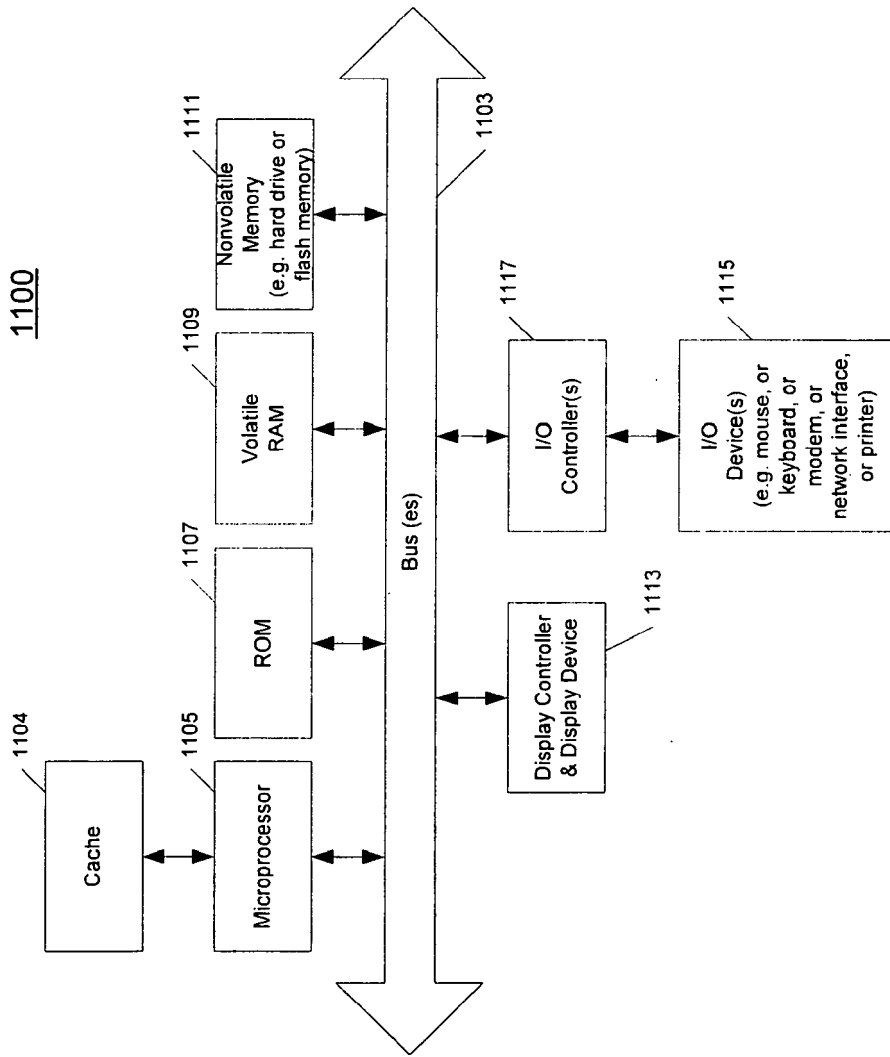 1100
1104
Cache
1105
Microprocessor
1107
ROM
1109
Volatile
RAM
1111
Nonvolatile
Memory
(e.g. hard drive or
flash memory)
Bus (es)
1103
1113
Display Controller
& Display Device
1117
I/O
Controller(s)
1115
I/O
Device(s)
(e.g. mouse, or
keyboard, or
modem, or
network interface,
or printer)